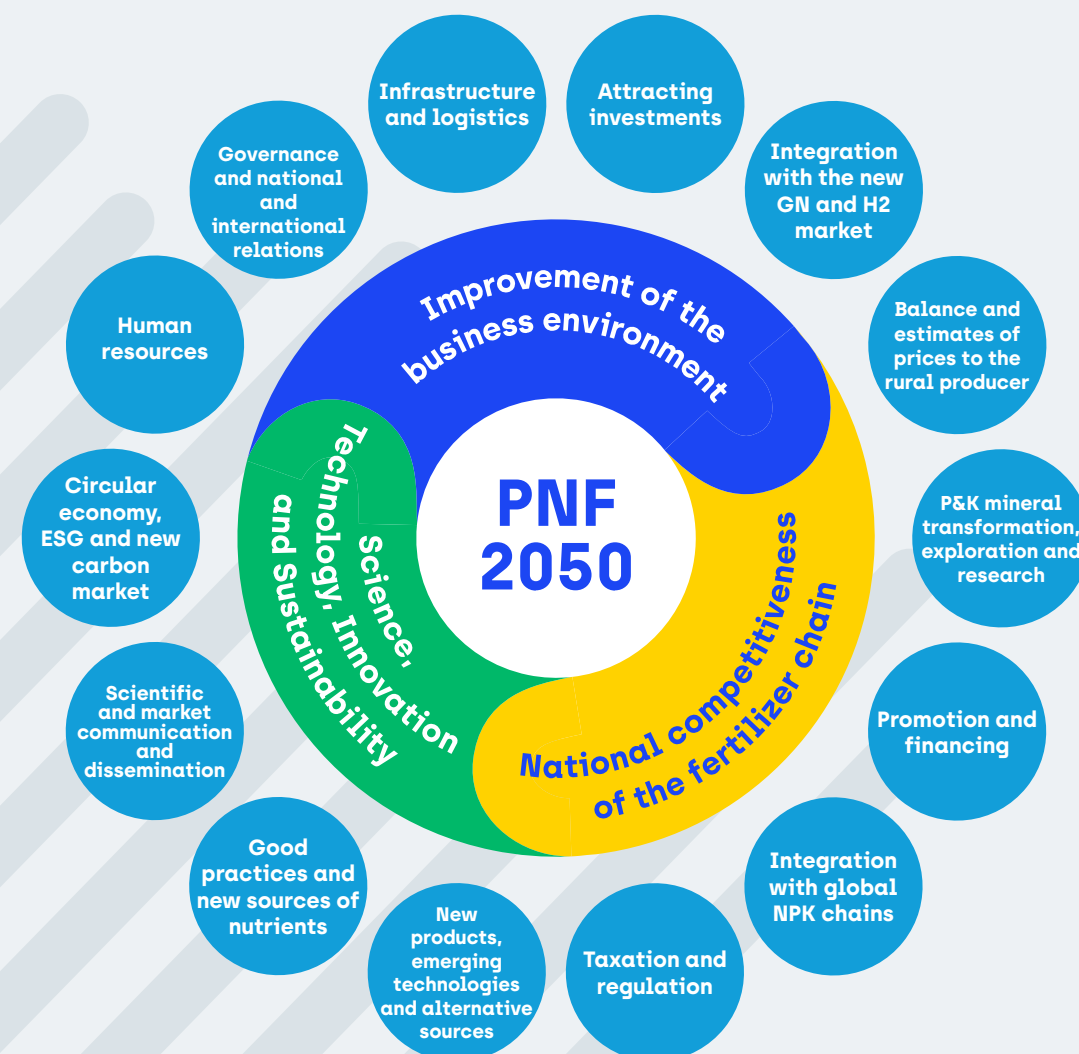 PNF
2050
Improvement of the
business environment
National competitiveness
of the fertilizer chain
Science,
Technology, Innovation
and Sustainability
Infrastructure
and logistics
Attracting
investments
Integration
with the new
GN and H2
market
Balance and
estimates of
prices to the
rural producer
P&K mineral
transformation,
exploration and
research
Promotion and
financing
Integration
with global
NPK chains
Taxation and
regulation
New
products,
emerging
technologies
and alternative
sources
Good
practices and
new sources of
nutrients
Scientific
and market
communication
and
dissemination
Circular
economy,
ESG and new
carbon
market
Human
resources
Governance
and national
and
international
relations